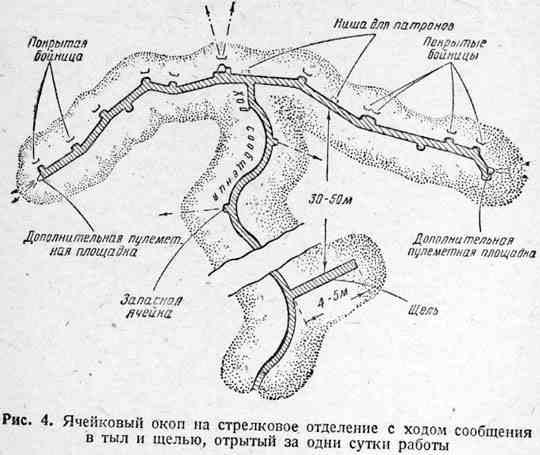 Покрытая
бойница
Ниша для патронов
Покрытые
бойницы
ход
сообщения
30-50м
Дополнительная пулемет-
ная площадка
Дополнительная
пулеметная площадка
Запасная
ячейка
4-5м
Щель
Рис. 4. Ячейковый окоп на стрелковое отделение с ходом сообщения
в тыл и щелью, отрытый за одни сутки работы